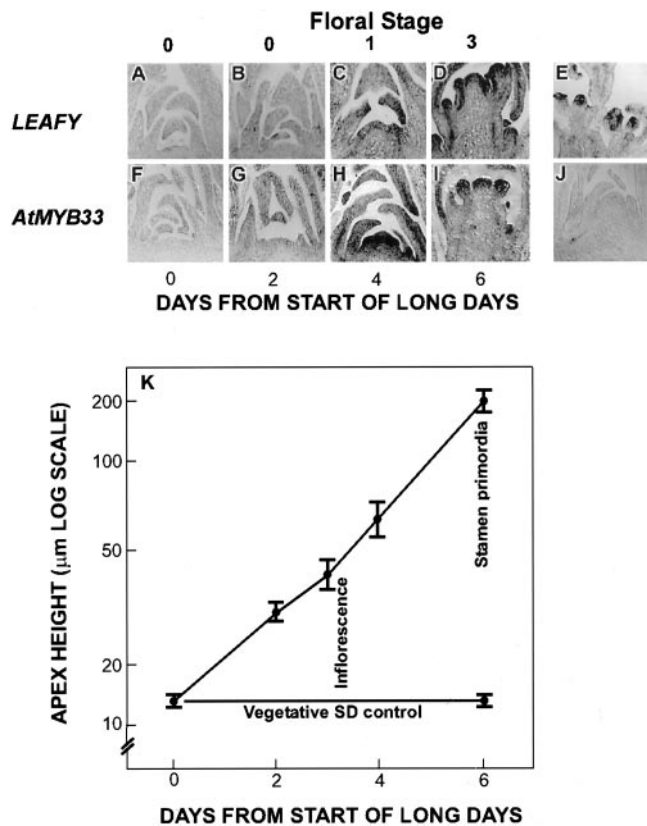 Floral Stage
0 0 1 3
A B C D E
LEAFY
F G H I J
AtMYB33
0 2 4 6
DAYS FROM START OF LONG DAYS
K
200
100
50
20
10
APEX HEIGHT (µm LOG SCALE)
Inflorescence
Stamen primordia
Vegetative SD control
0 2 4 6
DAYS FROM START OF LONG DAYS